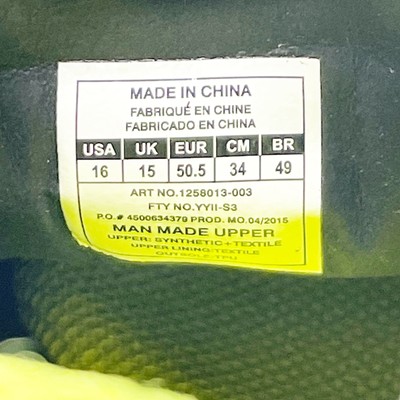 MADE IN CHINA
FABRIQUÉ EN CHINE
FABRICADO EN CHINA
USA UK EUR CM BR
16 15 50.5 34 49
ART NO.1258013-003
FTY NO.YYII-S3
P.O.# 4500634379 PROD. MO.04/2015
MAN MADE UPPER
UPPER: SYNTHETIC+TEXTILE
UPPER LINING:TEXTILE
OUTSOLE:TPU